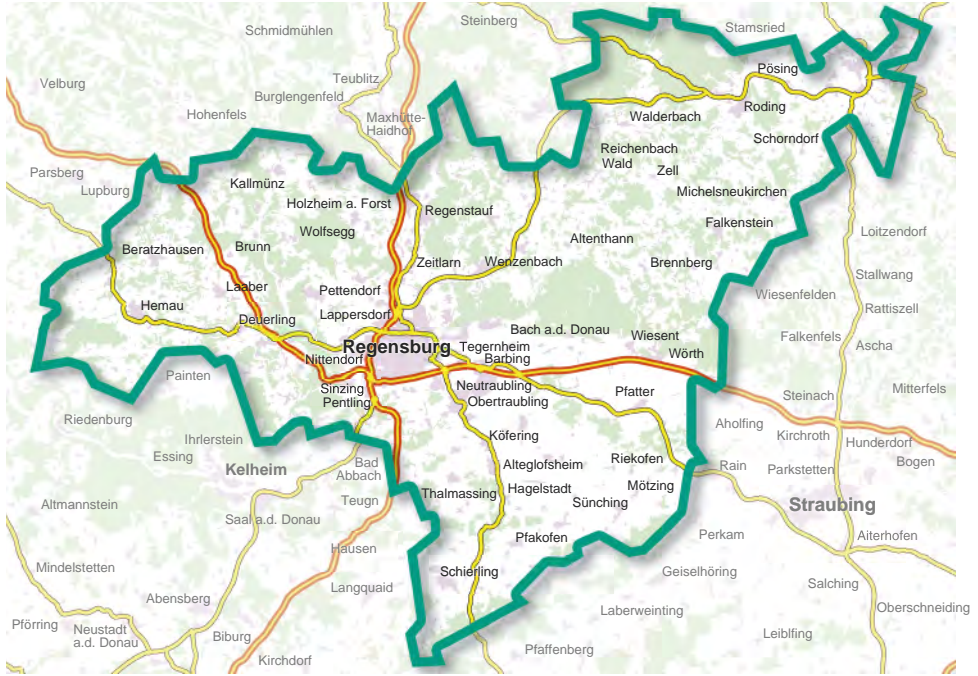 Steinberg
Schmidmühlen
Stamsried
Pösing
Teublitz
Velburg
Burglengenfeld
Roding
Hohenfels
Maxhütte-
Haidhof
Walderbach
Schorndorf
Reichenbach
Wald
Zell
Parsberg
Lupburg
Kallmünz
Michelsneukirchen
Holzheim a. Forst
Regenstauf
Falkenstein
Wolfsegg
Loitzendorf
Altenthann
Beratzhausen
Brunn
Zeitlarn
Wenzenbach
Brennberg
Stallwang
Laaber
Pettendorf
Wiesenfelden
Hemau
Rattiszell
Lappersdorf
Deuerling
Bach a.d. Donau
Wiesent
Falkenfels
Regensburg
Tegernheim
Ascha
Nittendorf
Barbing
Wörth
Painten
Sinzing
Neutraubling
Pfatter
Mitterfels
Pentling
Obertraubling
Steinach
Riedenburg
Aholfing
Ihrlerstein
Köfering
Kirchroth
Hunderdorf
Essing
Riekofen
Bad
Abbach
Kelheim
Alteglofsheim
Rain
Parkstetten
Bogen
Mötzing
Thalmassing
Hagelstadt
Teugn
Sünching
Altmannstein
Straubing
Saal a.d. Donau
Perkam
Aiterhofen
Pfakofen
Hausen
Mindelstetten
Schierling
Geiselhöring
Salching
Langquaid
Abensberg
Laberweinting
Oberschneiding
Pförring
Neustadt
a.d. Donau
Biburg
Leiblfing
Pfaffenberg
Kirchdorf